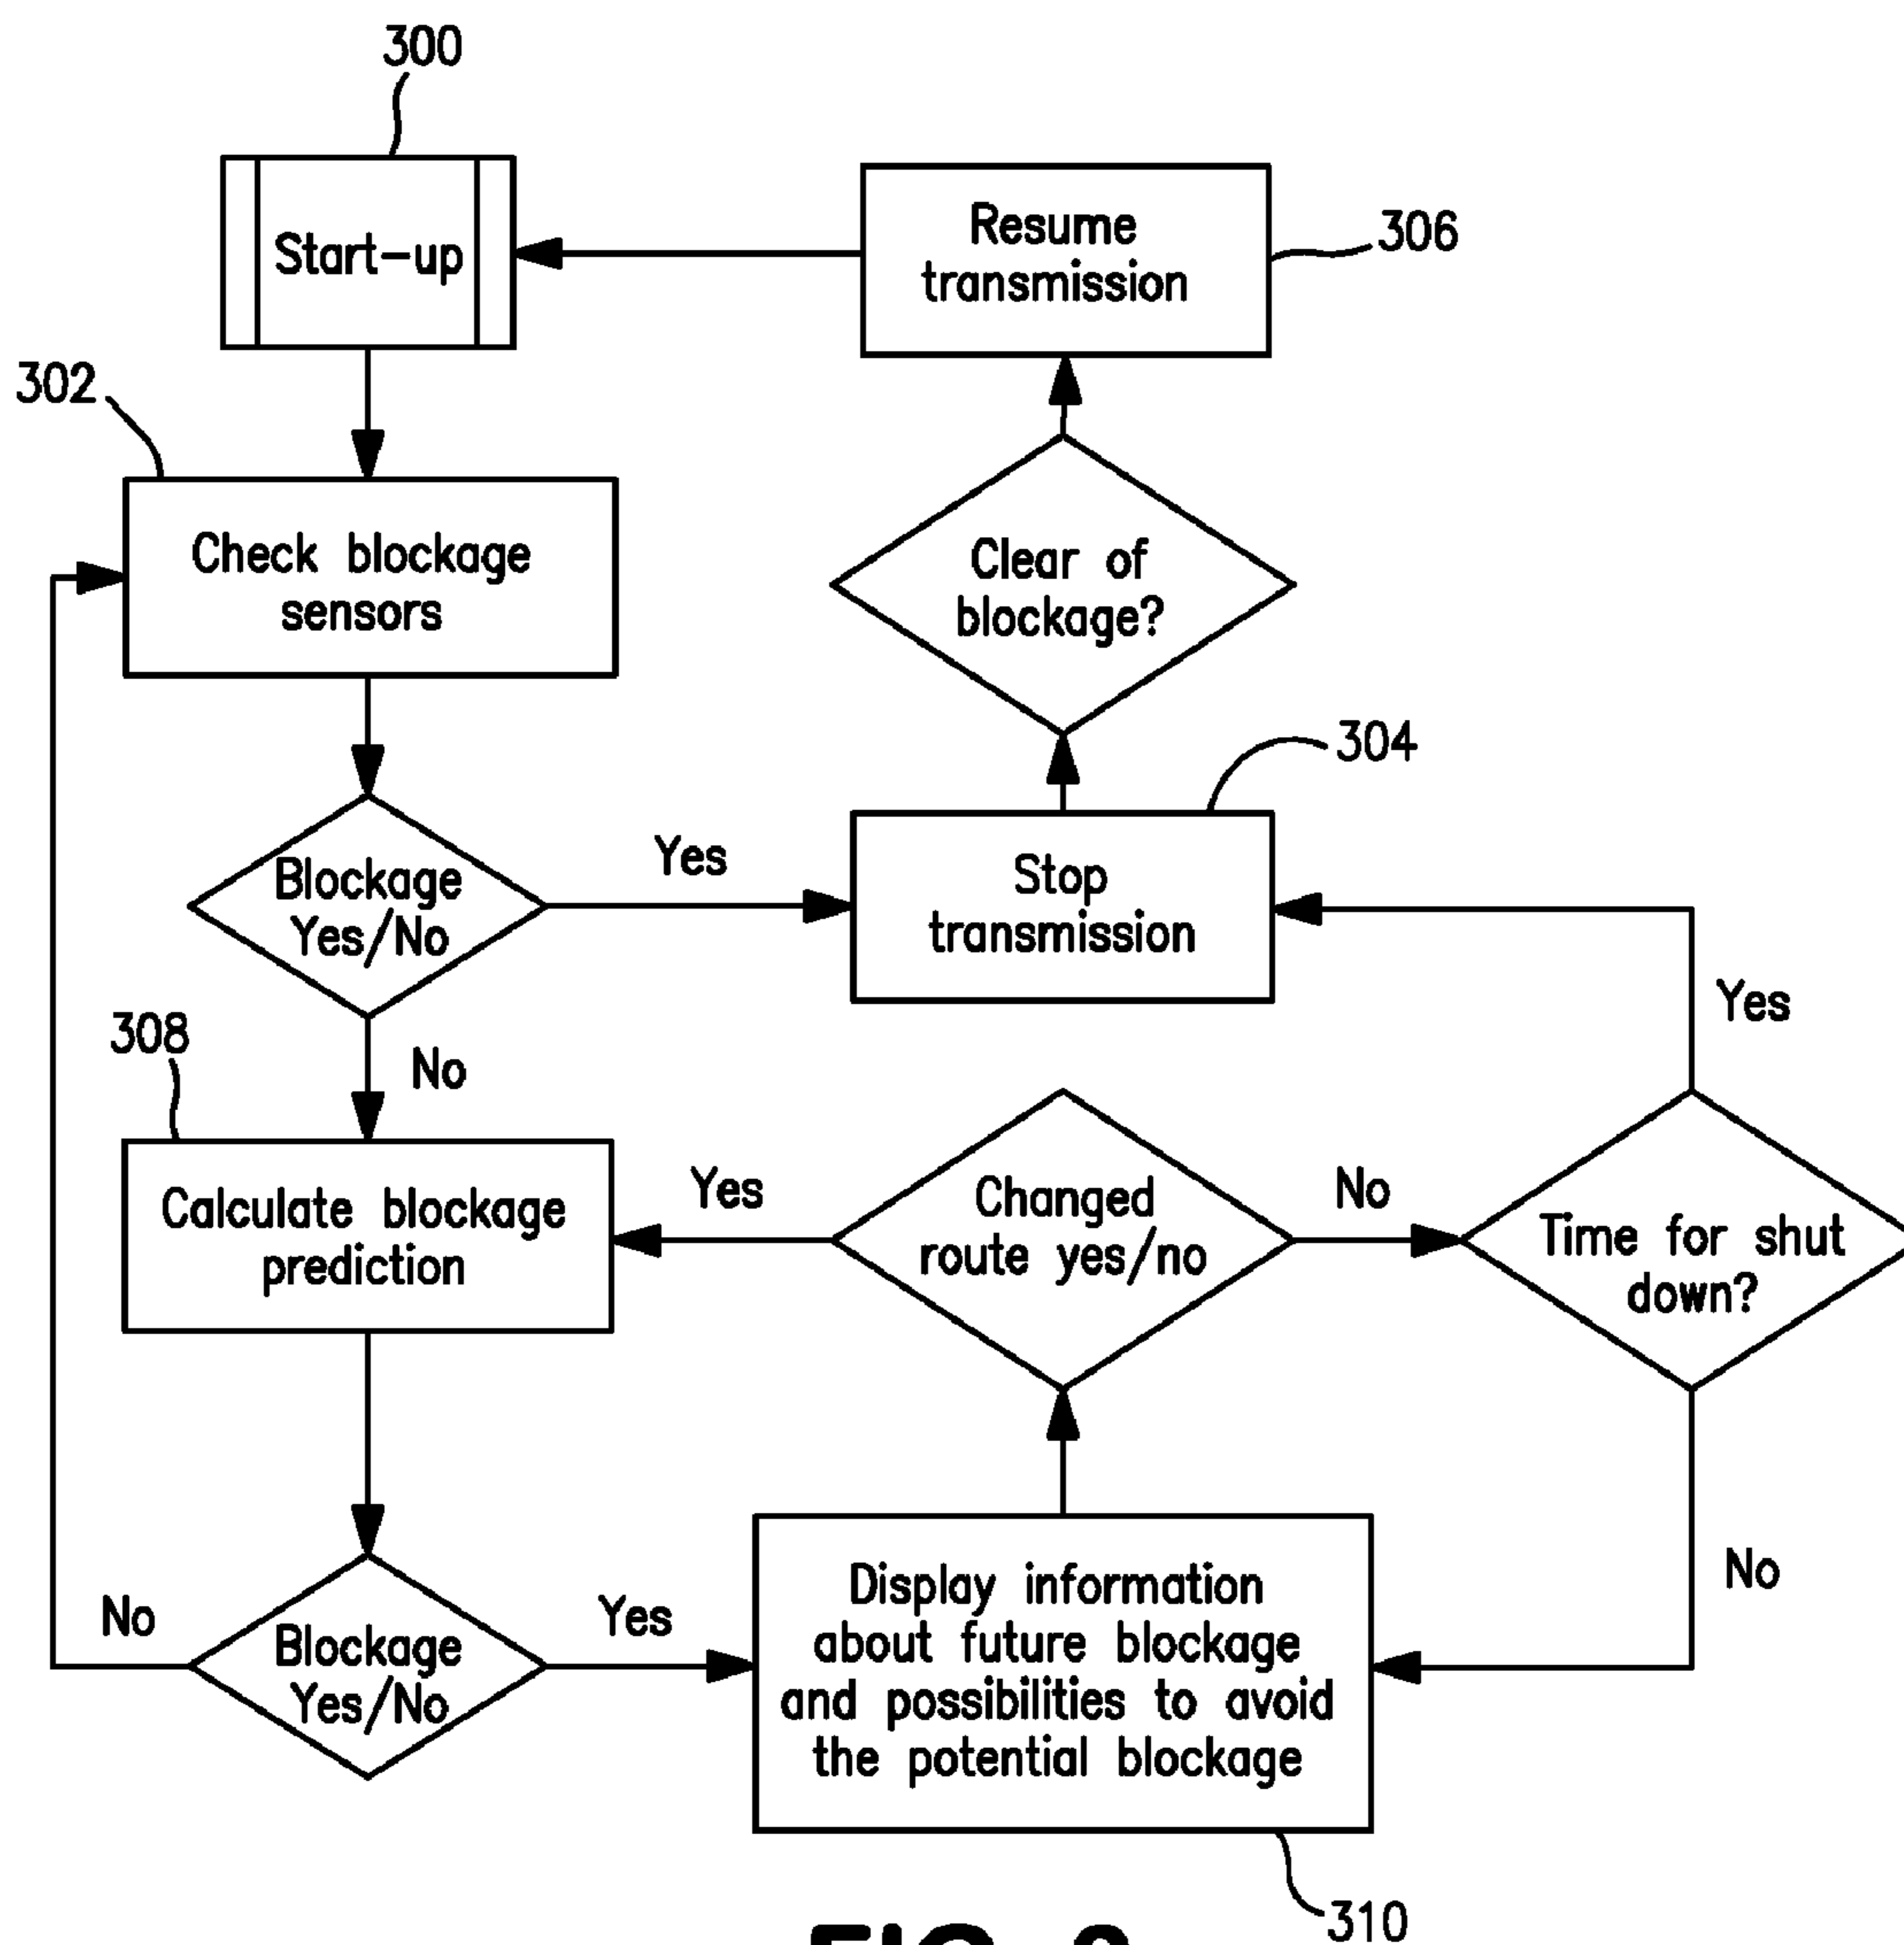 300
Start-up
Resume
transmission
306
302
Check blockage
sensors
Clear of
blockage?
304
Blockage
Yes/No
Yes
Stop
transmission
Yes
308
No
Calculate blockage
prediction
Yes
Changed
route yes/no
No
Time for shut
down?
No
Blockage
Yes/No
Yes
Display information
about future blockage
and possibilities to avoid
the potential blockage
No
310
FIG